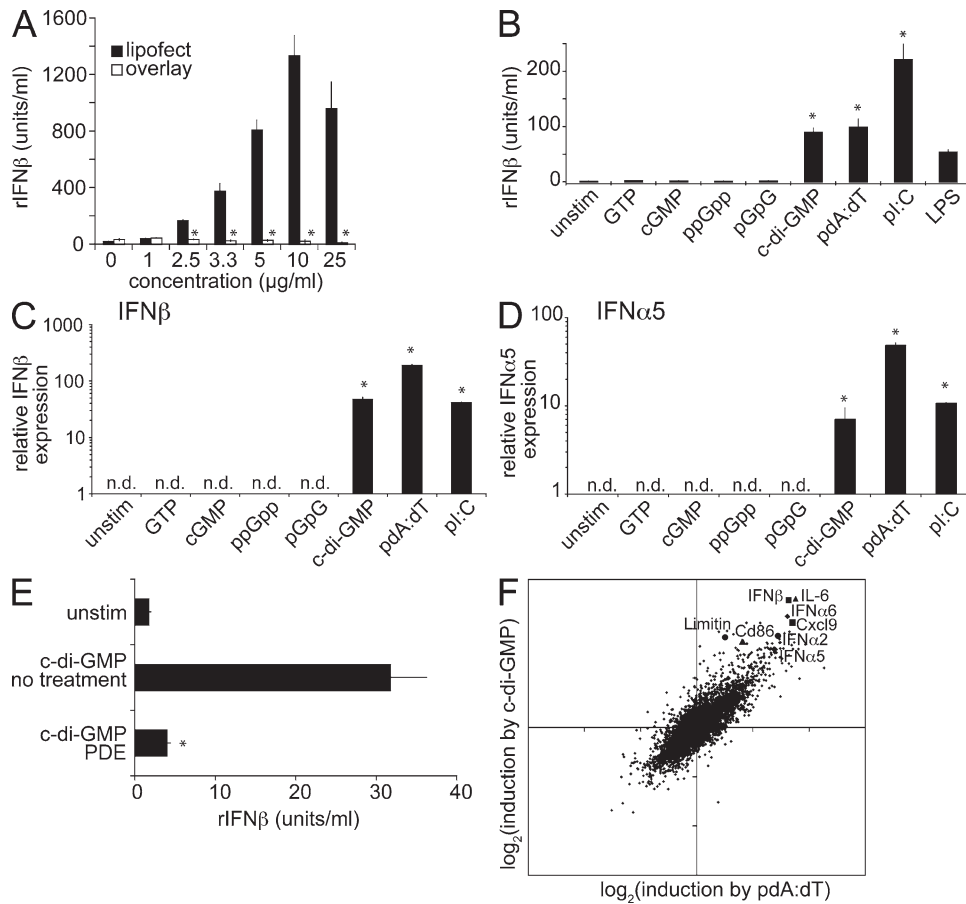 A
rIFNβ (units/ml)
1600
1200
800
400
0
lipofect
overlay
* * * * *
0 1 2.5 3.3 5 10 25
concentration (µg/ml)
B
rIFNβ (units/ml)
200
100
0
* * *
unstim GTP cGMP ppGpp pGpG c-di-GMP pdA:dT pI:C LPS
C
IFNβ
relative IFNβ
expression
1000
100
10
1
n.d. n.d. n.d. n.d. n.d. * * *
unstim GTP cGMP ppGpp pGpG c-di-GMP pdA:dT pI:C
D
IFNα5
relative IFNα5
expression
100
10
1
n.d. n.d. n.d. n.d. n.d. * * *
unstim GTP cGMP ppGpp pGpG c-di-GMP pdA:dT pI:C
E
unstim
c-di-GMP
no treatment
c-di-GMP
PDE
*
0 10 20 30 40
rIFNβ (units/ml)
F
log2(induction by c-di-GMP)
IFNβ IL-6
IFNα6
Cxcl9
Limitin Cd86 IFNα2
IFNα5
log2(induction by pdA:dT)